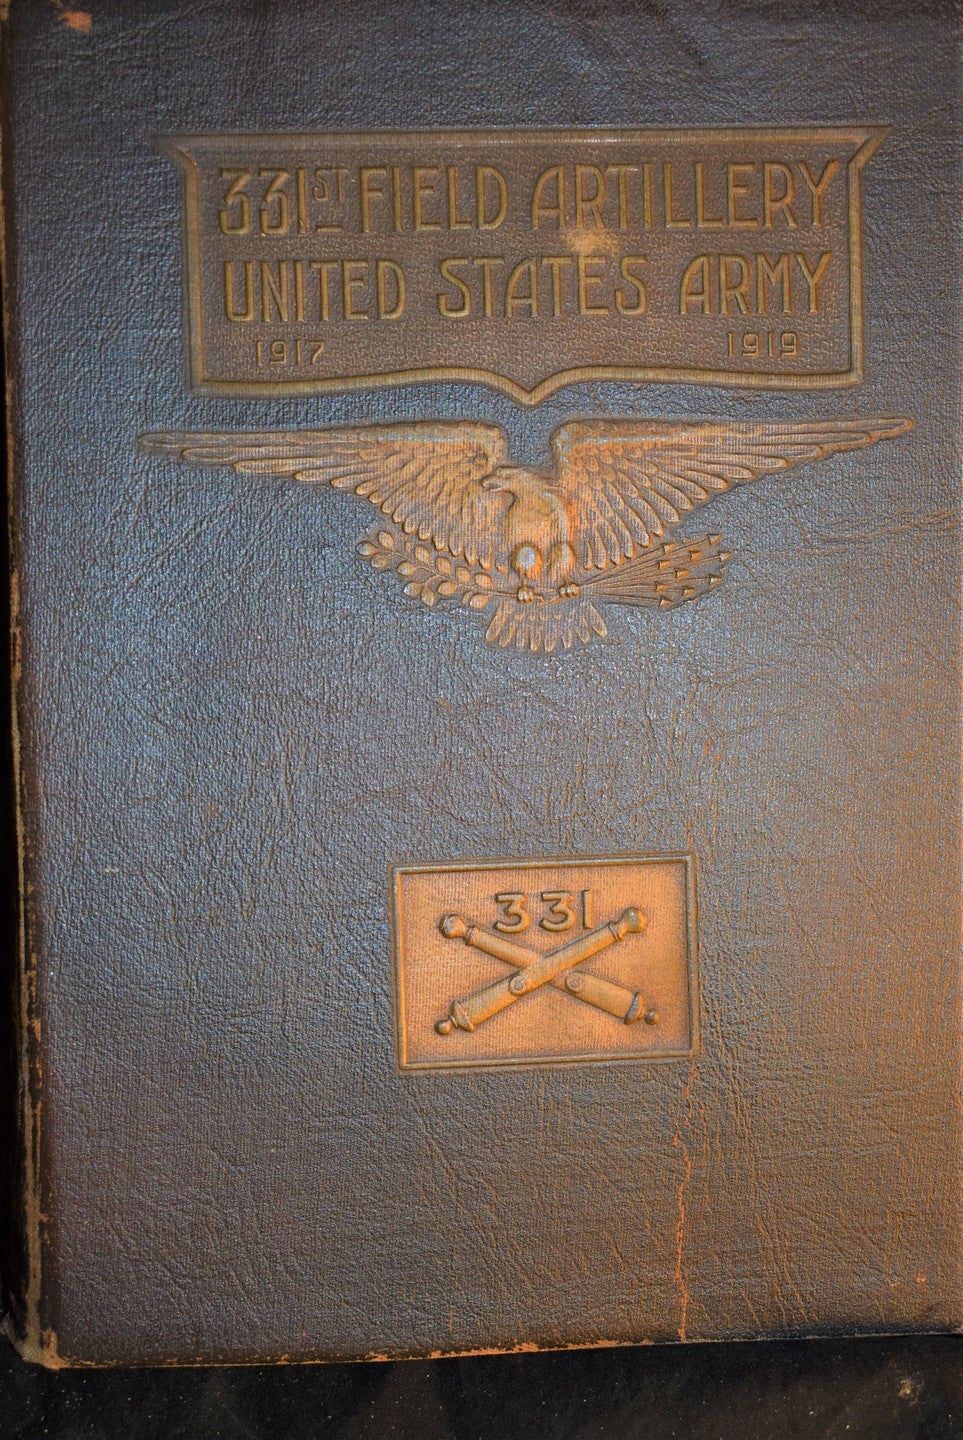 331ST FIELD ARTILLERY
UNITED STATES ARMY
1917 1919
331